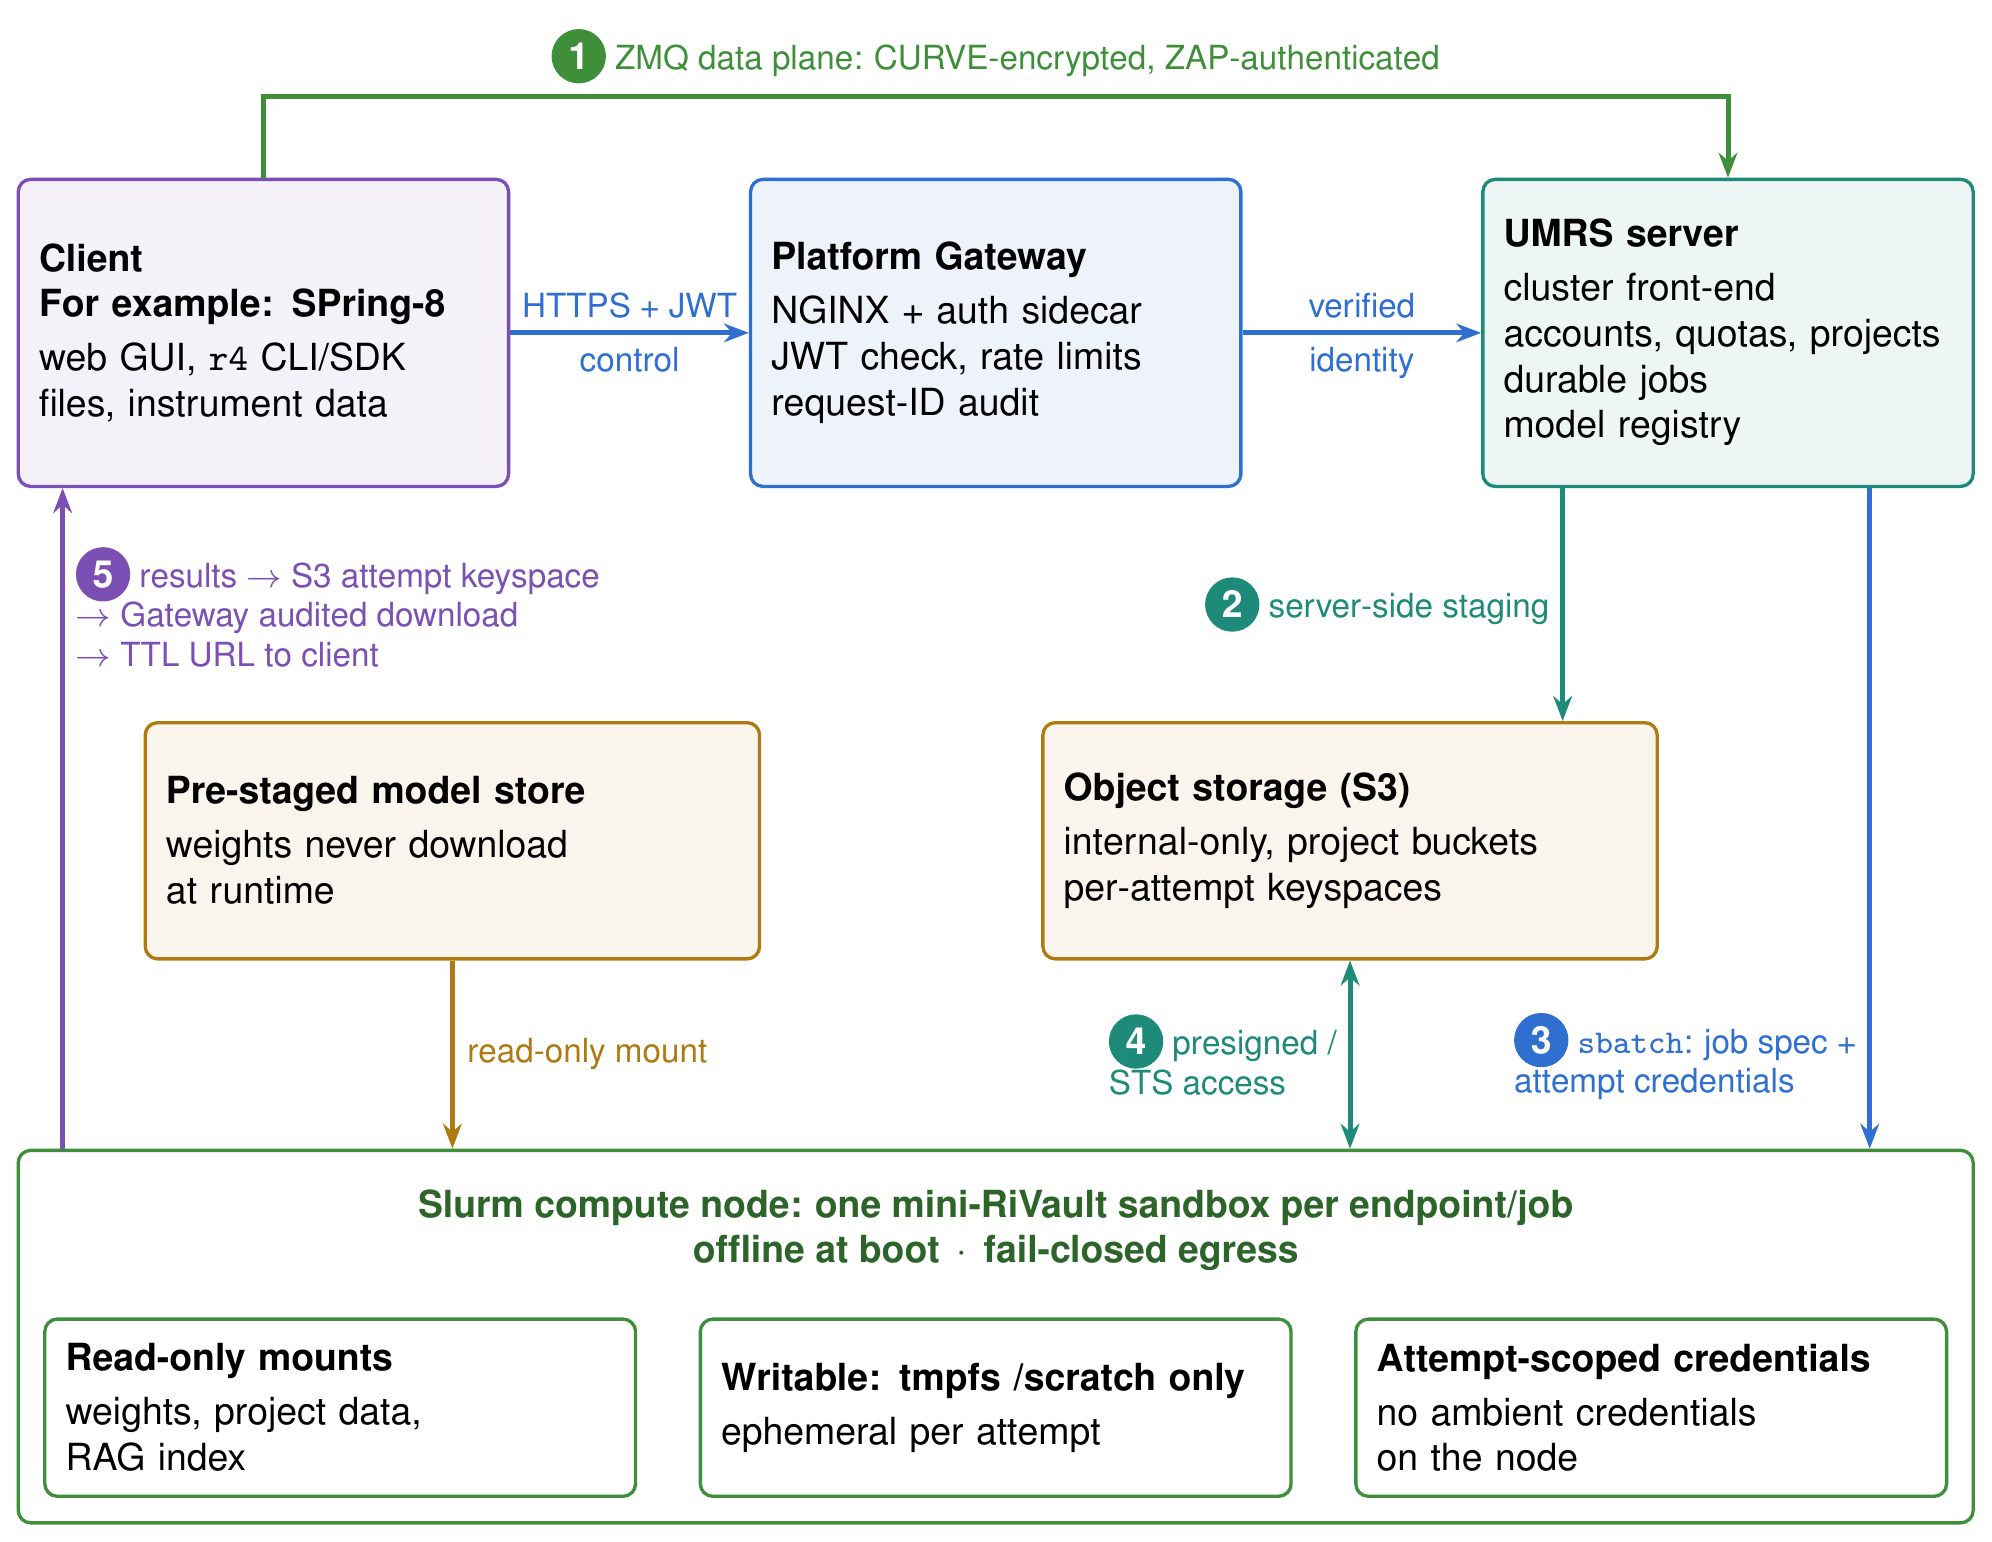 1 ZMQ data plane: CURVE-encrypted, ZAP-authenticated
Client
For example: SPring-8
web GUI, r4 CLI/SDK
files, instrument data
HTTPS + JWT
control
Platform Gateway
NGINX + auth sidecar
JWT check, rate limits
request-ID audit
verified
identity
UMRS server
cluster front-end
accounts, quotas, projects
durable jobs
model registry
5 results → S3 attempt keyspace
→ Gateway audited download
→ TTL URL to client
2 server-side staging
Pre-staged model store
weights never download
at runtime
Object storage (S3)
internal-only, project buckets
per-attempt keyspaces
read-only mount
4 presigned /
STS access
3 sbatch: job spec +
attempt credentials
Slurm compute node: one mini-RiVault sandbox per endpoint/job
offline at boot · fail-closed egress
Read-only mounts
weights, project data,
RAG index
Writable: tmpfs /scratch only
ephemeral per attempt
Attempt-scoped credentials
no ambient credentials
on the node